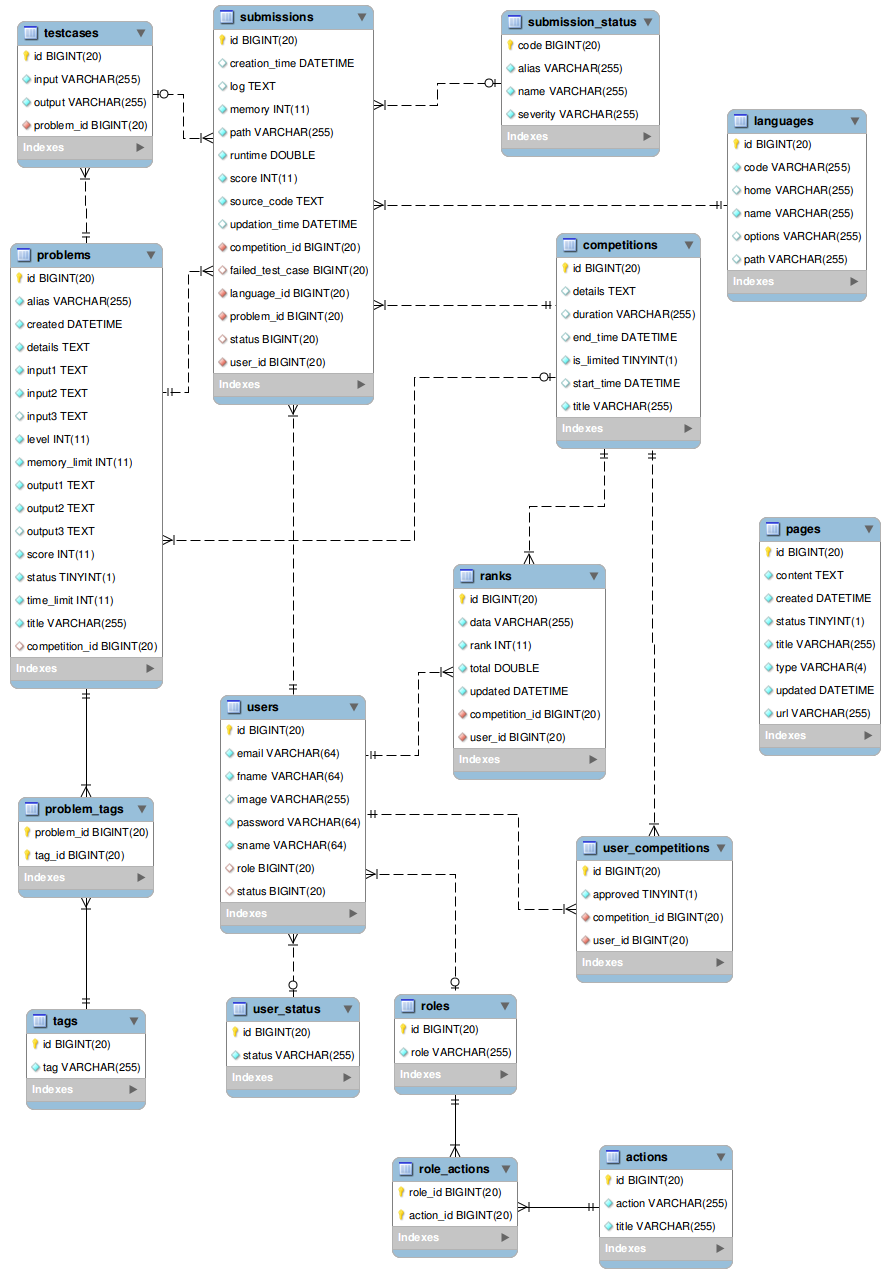 testcases
id BIGINT(20)
input VARCHAR(255)
output VARCHAR(255)
problem_id BIGINT(20)
Indexes
submissions
id BIGINT(20)
creation_time DATETIME
log TEXT
memory INT(11)
path VARCHAR(255)
runtime DOUBLE
score INT(11)
source_code TEXT
updation_time DATETIME
competition_id BIGINT(20)
failed_test_case BIGINT(20)
language_id BIGINT(20)
problem_id BIGINT(20)
status BIGINT(20)
user_id BIGINT(20)
Indexes
submission_status
code BIGINT(20)
alias VARCHAR(255)
name VARCHAR(255)
severity VARCHAR(255)
Indexes
languages
id BIGINT(20)
code VARCHAR(255)
home VARCHAR(255)
name VARCHAR(255)
options VARCHAR(255)
path VARCHAR(255)
Indexes
problems
id BIGINT(20)
alias VARCHAR(255)
created DATETIME
details TEXT
input1 TEXT
input2 TEXT
input3 TEXT
level INT(11)
memory_limit INT(11)
output1 TEXT
output2 TEXT
output3 TEXT
score INT(11)
status TINYINT(1)
time_limit INT(11)
title VARCHAR(255)
competition_id BIGINT(20)
Indexes
competitions
id BIGINT(20)
details TEXT
duration VARCHAR(255)
end_time DATETIME
is_limited TINYINT(1)
start_time DATETIME
title VARCHAR(255)
Indexes
pages
id BIGINT(20)
content TEXT
created DATETIME
status TINYINT(1)
title VARCHAR(255)
type VARCHAR(4)
updated DATETIME
url VARCHAR(255)
Indexes
ranks
id BIGINT(20)
data VARCHAR(255)
rank INT(11)
total DOUBLE
updated DATETIME
competition_id BIGINT(20)
user_id BIGINT(20)
Indexes
users
id BIGINT(20)
email VARCHAR(64)
fname VARCHAR(64)
image VARCHAR(255)
password VARCHAR(64)
sname VARCHAR(64)
role BIGINT(20)
status BIGINT(20)
Indexes
problem_tags
problem_id BIGINT(20)
tag_id BIGINT(20)
Indexes
user_competitions
id BIGINT(20)
approved TINYINT(1)
competition_id BIGINT(20)
user_id BIGINT(20)
Indexes
tags
id BIGINT(20)
tag VARCHAR(255)
Indexes
user_status
id BIGINT(20)
status VARCHAR(255)
Indexes
roles
id BIGINT(20)
role VARCHAR(255)
Indexes
role_actions
role_id BIGINT(20)
action_id BIGINT(20)
Indexes
actions
id BIGINT(20)
action VARCHAR(255)
title VARCHAR(255)
Indexes